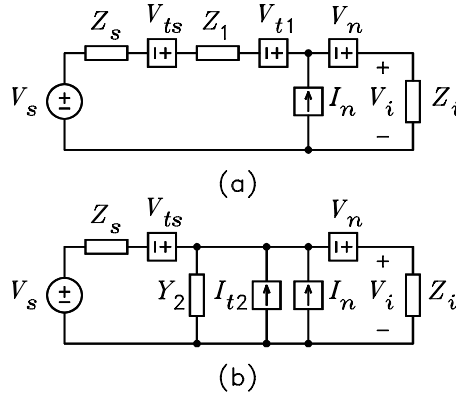 Z_s V_ts Z_1 V_t1 V_n
V_s I_n V_i Z_i
(a)
Z_s V_ts V_n
V_s Y_2 I_t2 I_n V_i Z_i
(b)